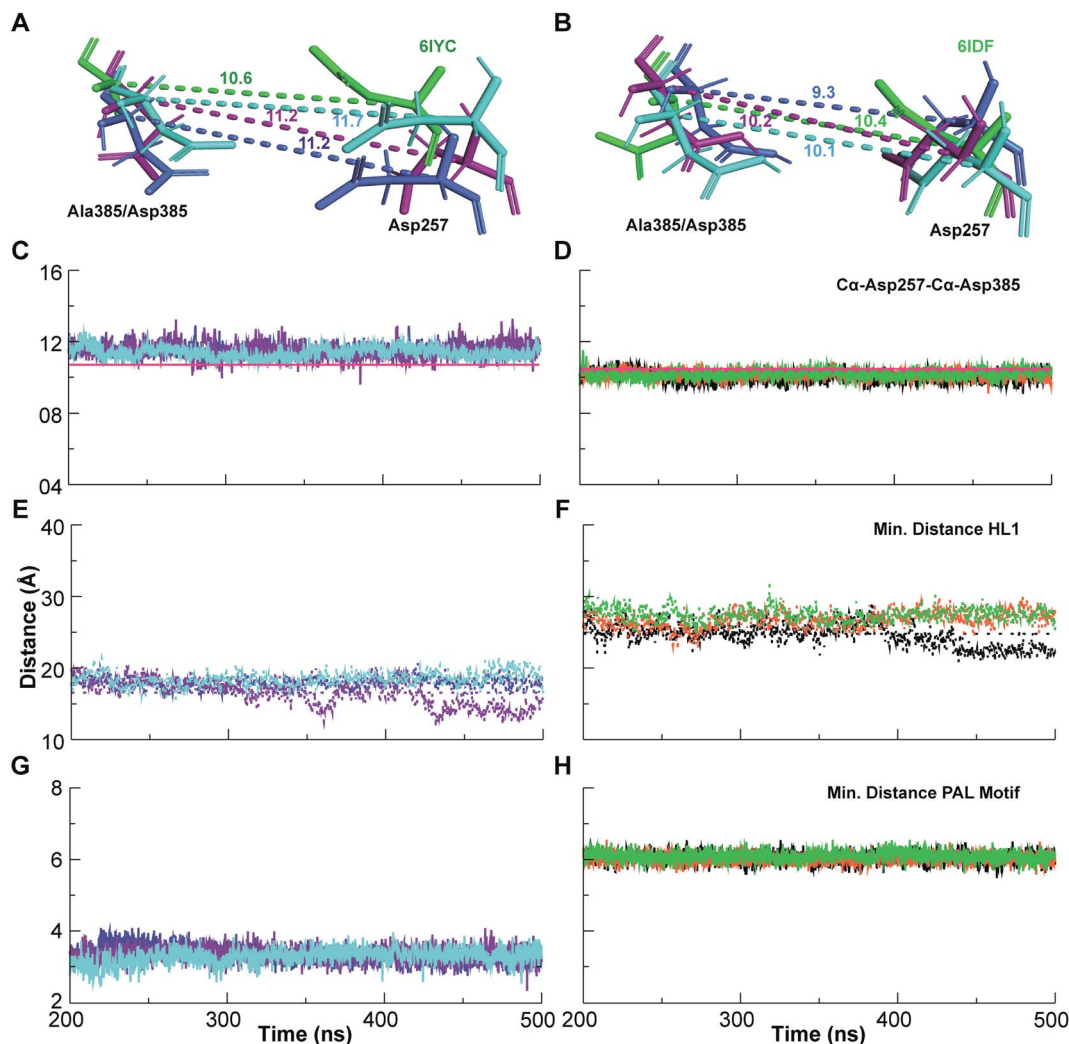 A
B
6IYC
6IDF
10.6
9.3
11.2
11.7
10.2
10.4
11.2
10.1
Ala385/Asp385
Asp257
Ala385/Asp385
Asp257
C
D
16
12
08
04
Cα-Asp257-Cα-Asp385
E
F
40
30
20
10
Distance (Å)
Min. Distance HL1
G
H
8
6
4
2
Min. Distance PAL Motif
200 300 400 500
200 300 400 500
Time (ns)
Time (ns)